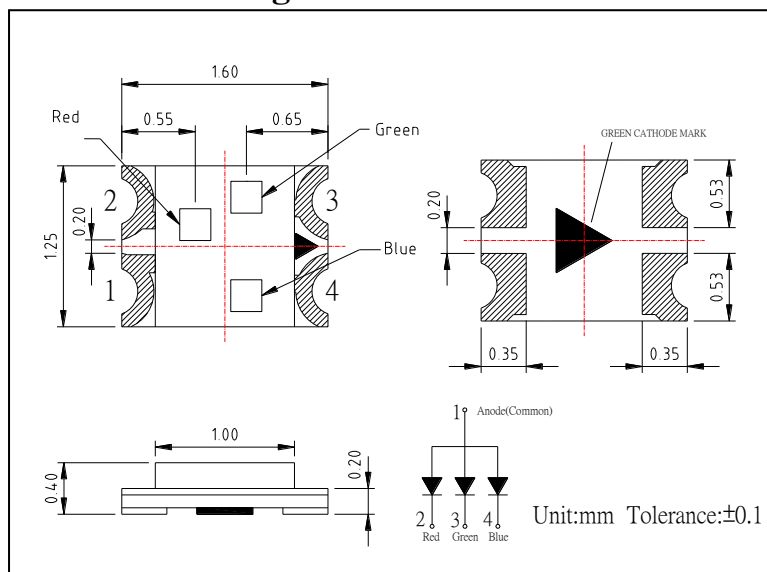 1.60
0.55
0.65
Red
Green
2
3
0.20
1.25
Blue
1
4
GREEN CATHODE MARK
0.20
0.53
0.53
0.35
0.35
1.00
0.40
0.20
1 Anode(Common)
2 3 4
Red Green Blue
Unit:mm Tolerance:±0.1